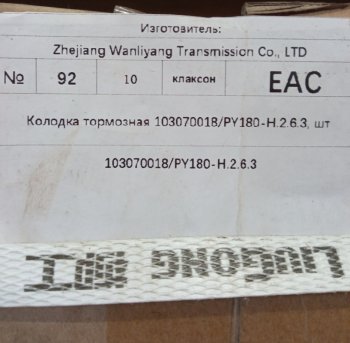 Изготовитель:
Zhejiang Wanliyang Transmission Co., LTD
№ 92 10 клаксон EAC
Колодка тормозная 103070018/PY180-H.2.6.3, шт
103070018/PY180-H.2.6.3
LIUGONG